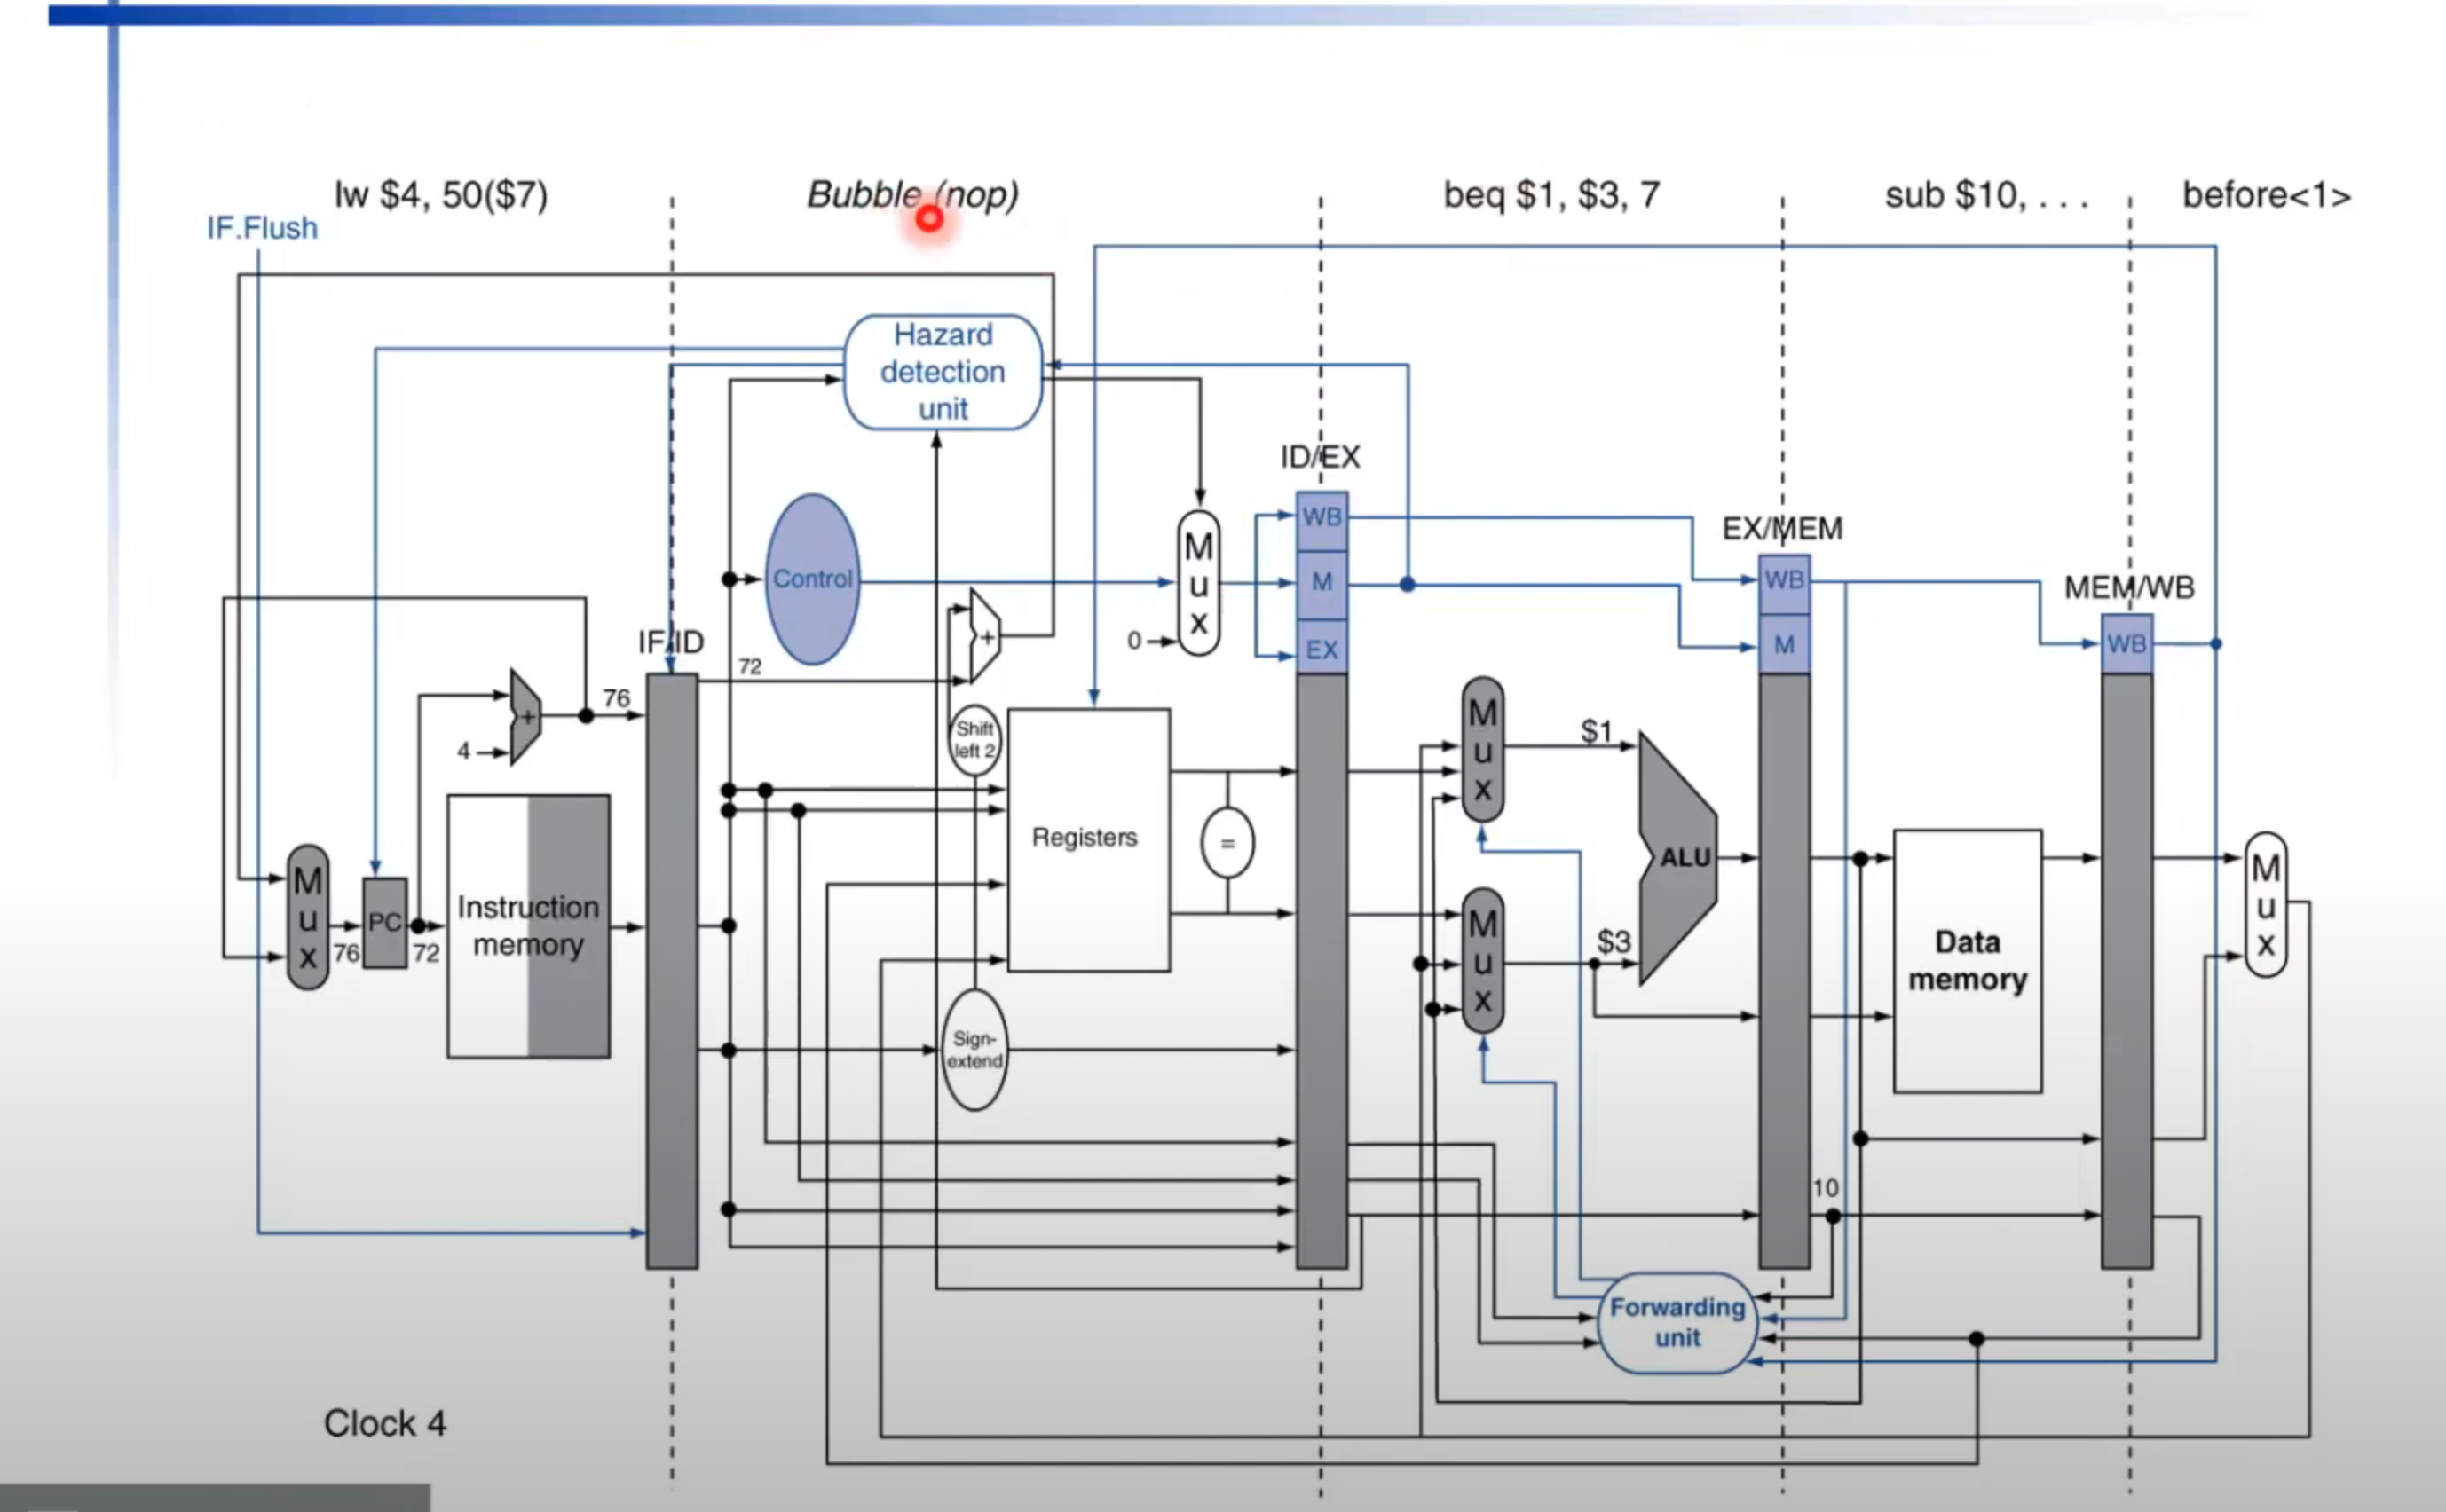 lw $4, 50($7)
Bubble (nop)
beq $1, $3, 7
sub $10, . . .
before<1>
IF.Flush
Hazard
detection
unit
ID/EX
WB
M
EX
Control
M
u
x
0
EX/MEM
WB
M
MEM/WB
WB
IF/ID
72
+
76
+
4
Shift
left 2
M
u
x
$1
Registers
=
ALU
M
u
x
76
PC
72
Instruction
memory
M
u
x
$3
Data
memory
M
u
x
Sign-
extend
10
Forwarding
unit
Clock 4